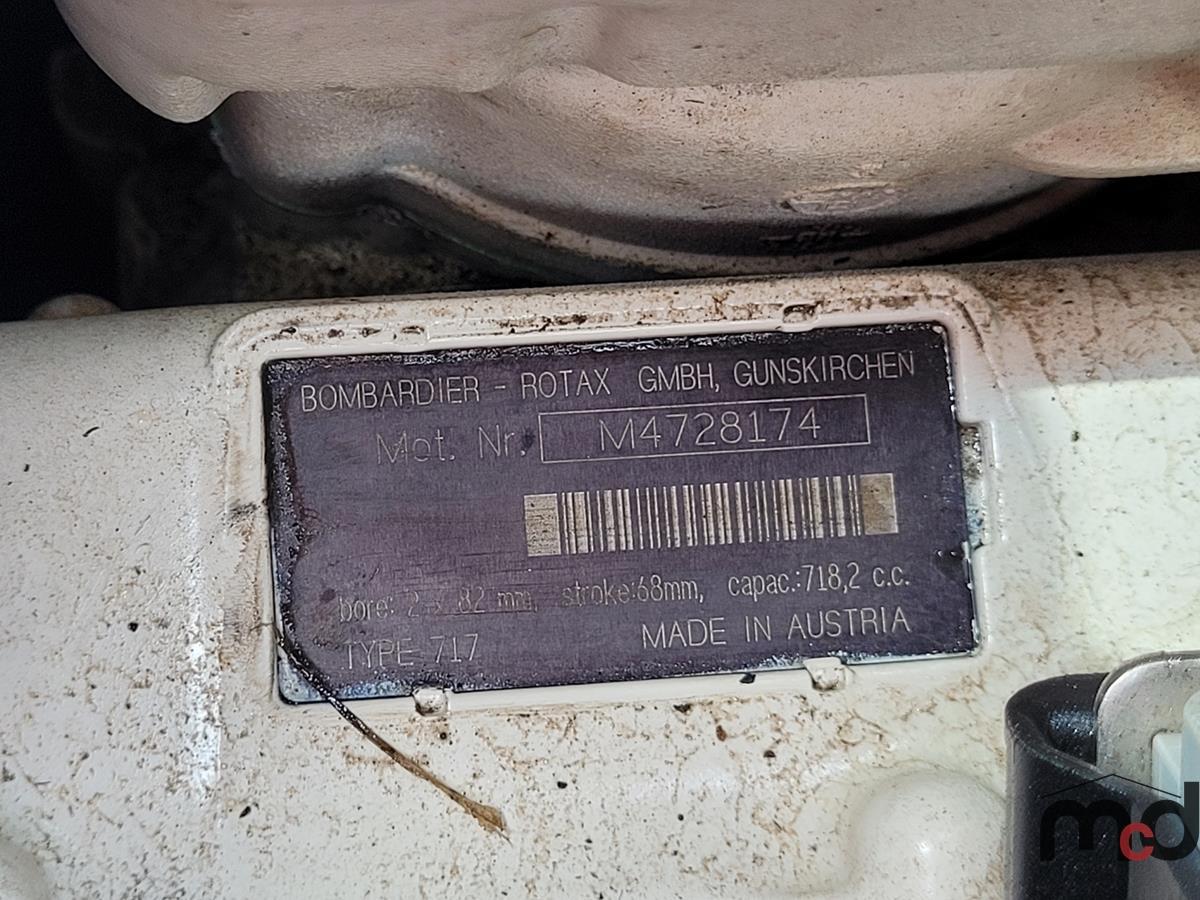 BOMBARDIER - ROTAX GMBH, GUNSKIRCHEN
Mot. Nr. M4728174
bore: 2 x 82 mm, stroke:68mm, capac.:718,2 c.c.
TYPE 717 MADE IN AUSTRIA
mcd